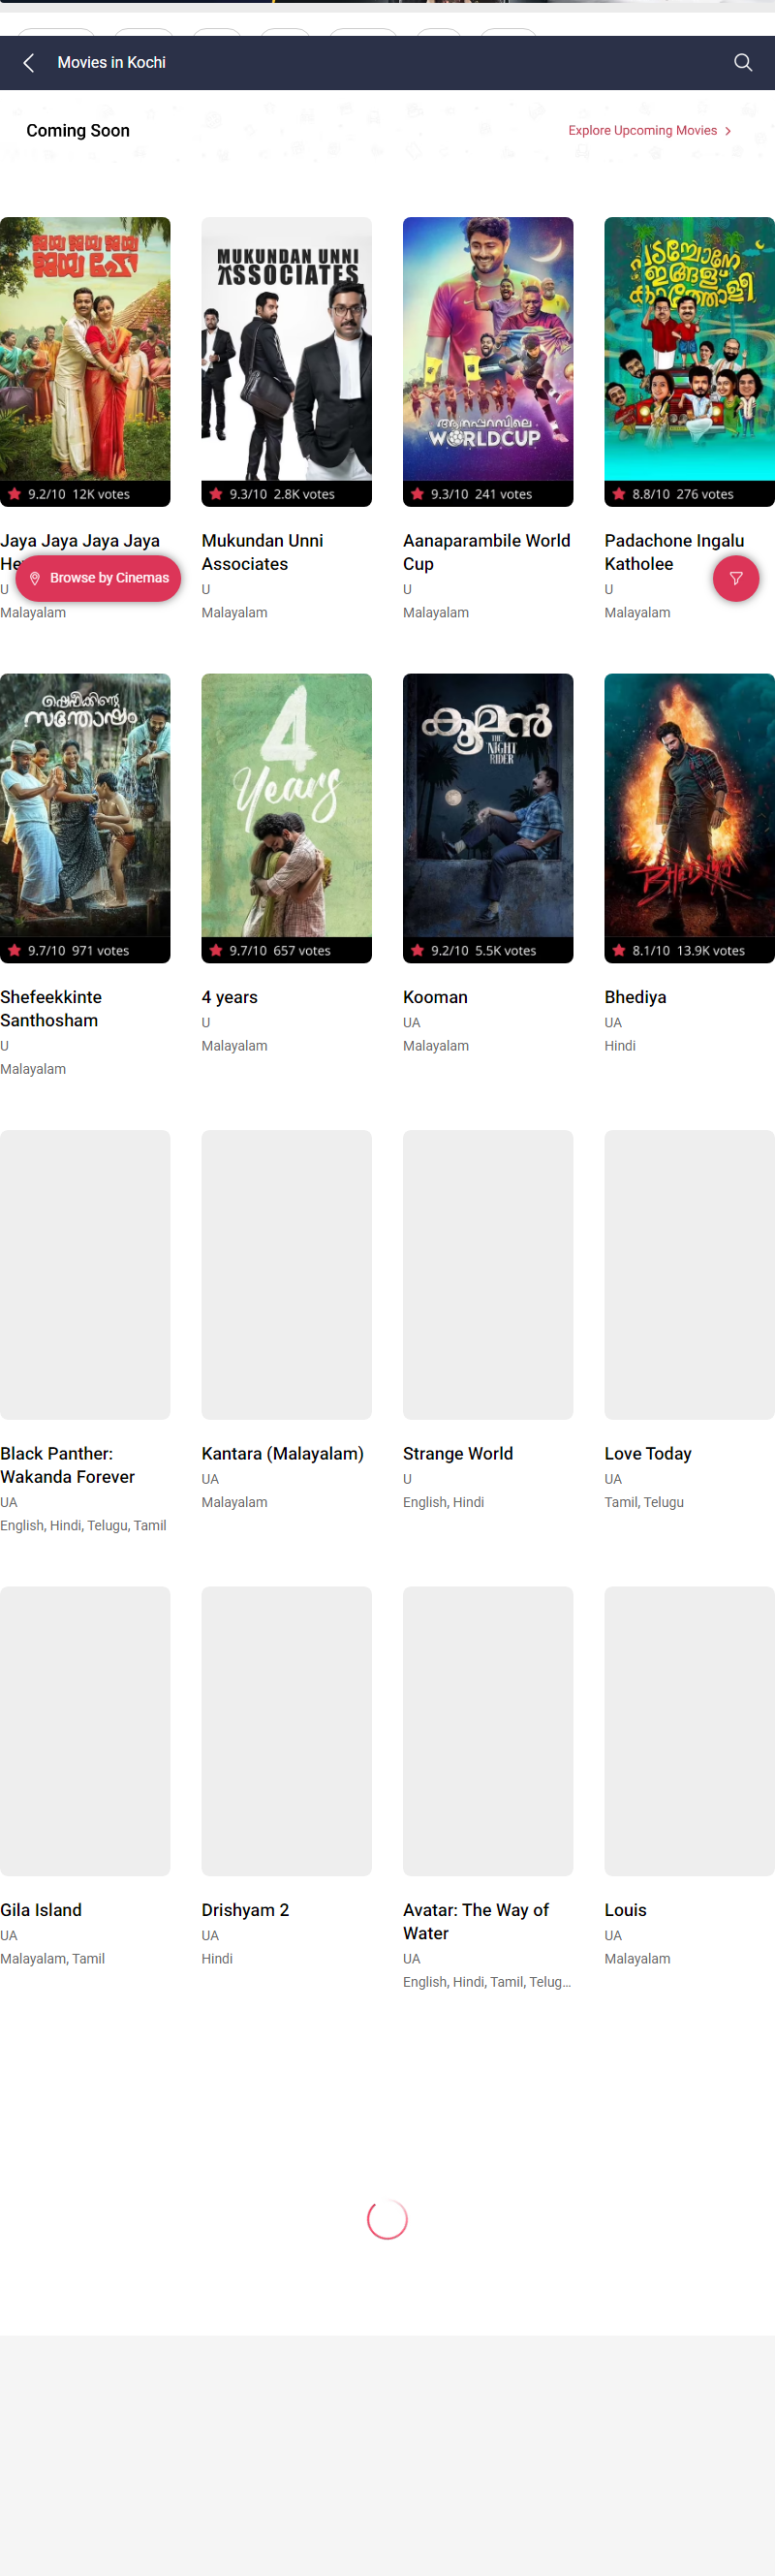 Movies in Kochi
Coming Soon
Explore Upcoming Movies
ജയ ജയ ജയ
ജയ ഹേ
MUKUNDAN UNNI
ASSOCIATES
ആനപ്പറമ്പിലെ
WORLDCUP
പടച്ചോനേ
ഇങ്ങള്
കാത്തോളീ
9.2/10 12K votes
9.3/10 2.8K votes
9.3/10 241 votes
8.8/10 276 votes
Jaya Jaya Jaya Jaya
Mukundan Unni
Associates
Aanaparambile World
Cup
Padachone Ingalu
Katholee
Browse by Cinemas
U
Malayalam
U
Malayalam
U
Malayalam
U
Malayalam
ഷെഫീക്കിന്റെ
സന്തോഷം
4
Years
കൂമൻ
THE
NIGHT
RIDER
BHEDIYA
9.7/10 971 votes
9.7/10 657 votes
9.2/10 5.5K votes
8.1/10 13.9K votes
Shefeekkinte
Santhosham
U
Malayalam
4 years
U
Malayalam
Kooman
UA
Malayalam
Bhediya
UA
Hindi
Black Panther:
Wakanda Forever
UA
English, Hindi, Telugu, Tamil
Kantara (Malayalam)
UA
Malayalam
Strange World
U
English, Hindi
Love Today
UA
Tamil, Telugu
Gila Island
UA
Malayalam, Tamil
Drishyam 2
UA
Hindi
Avatar: The Way of
Water
UA
English, Hindi, Tamil, Telug...
Louis
UA
Malayalam